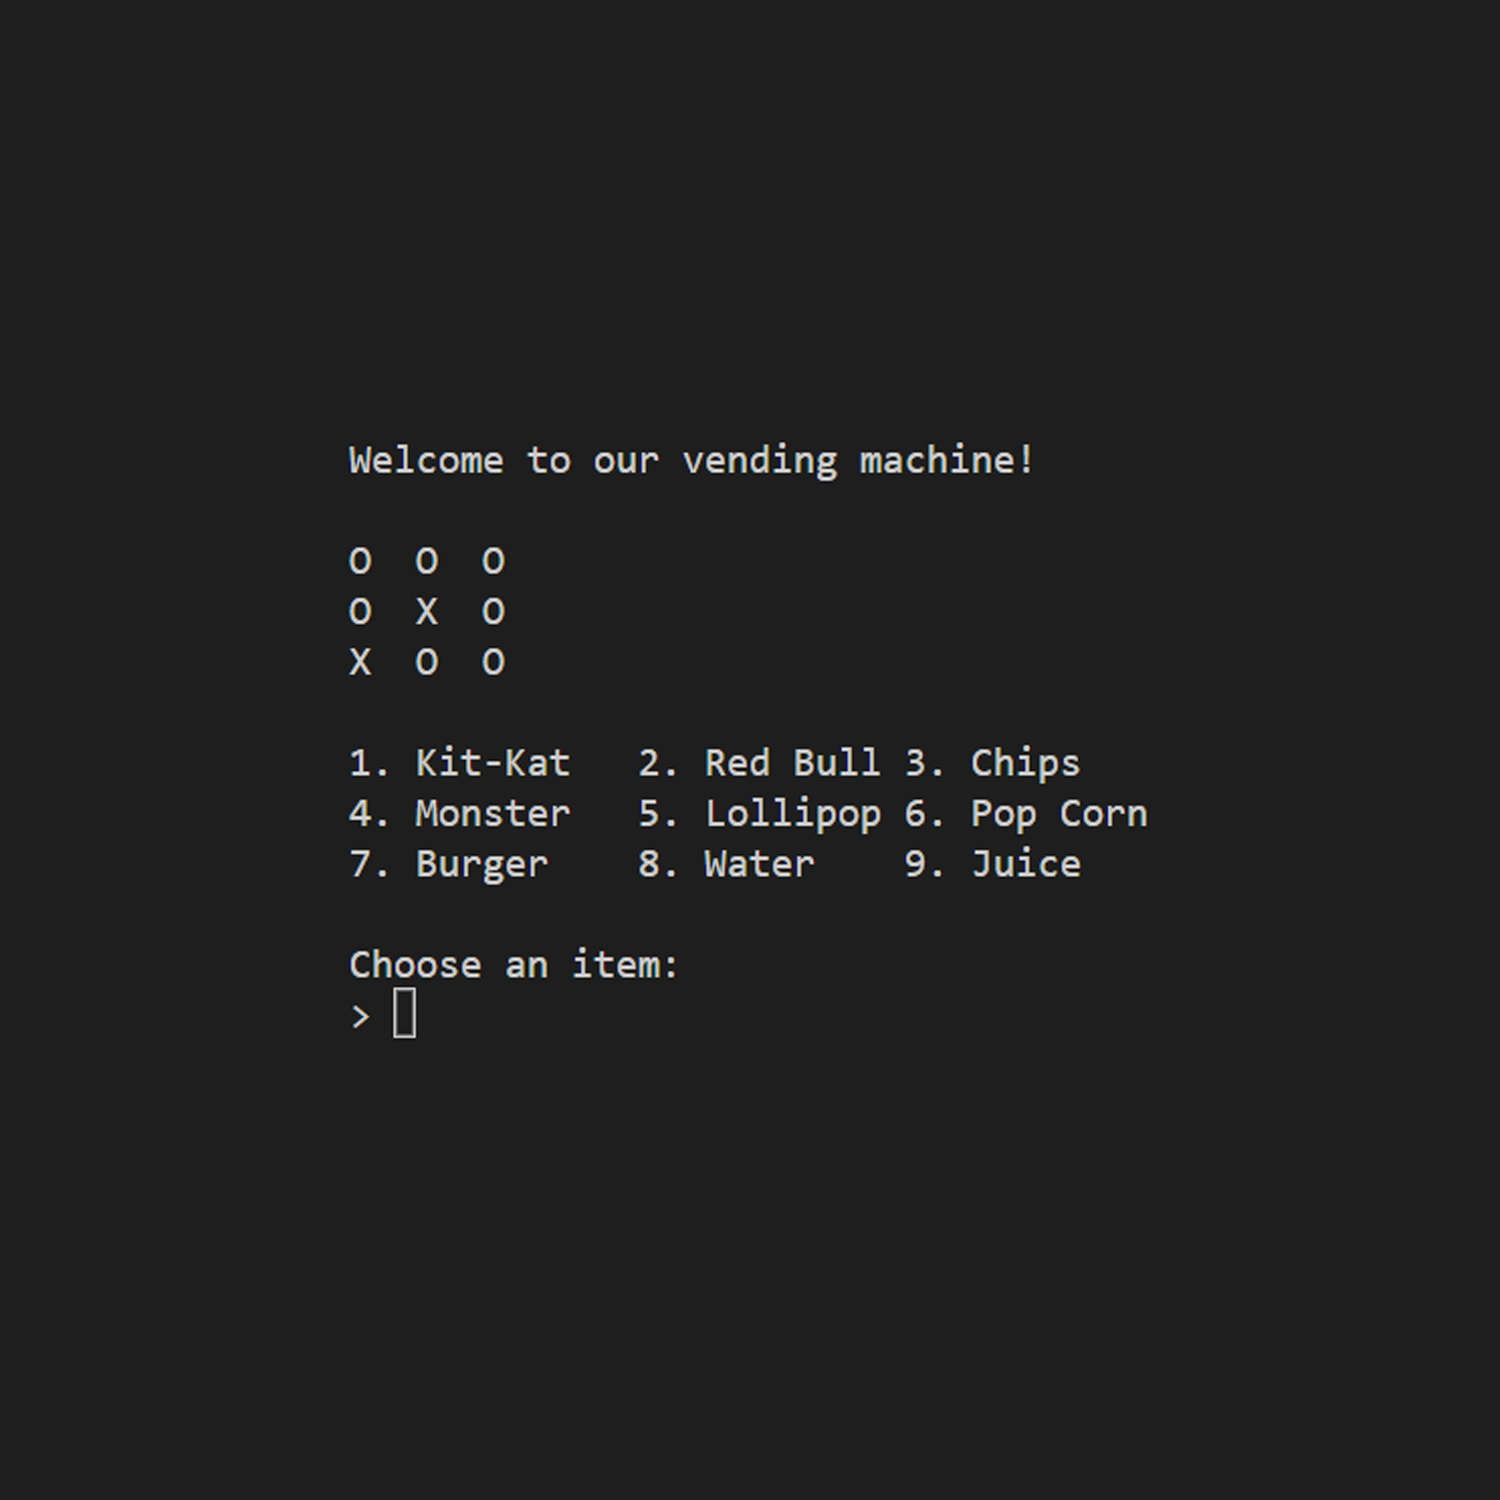 Welcome to our vending machine!
O O O
O X O
X O O
1. Kit-Kat 2. Red Bull 3. Chips
4. Monster 5. Lollipop 6. Pop Corn
7. Burger 8. Water 9. Juice
Choose an item:
>